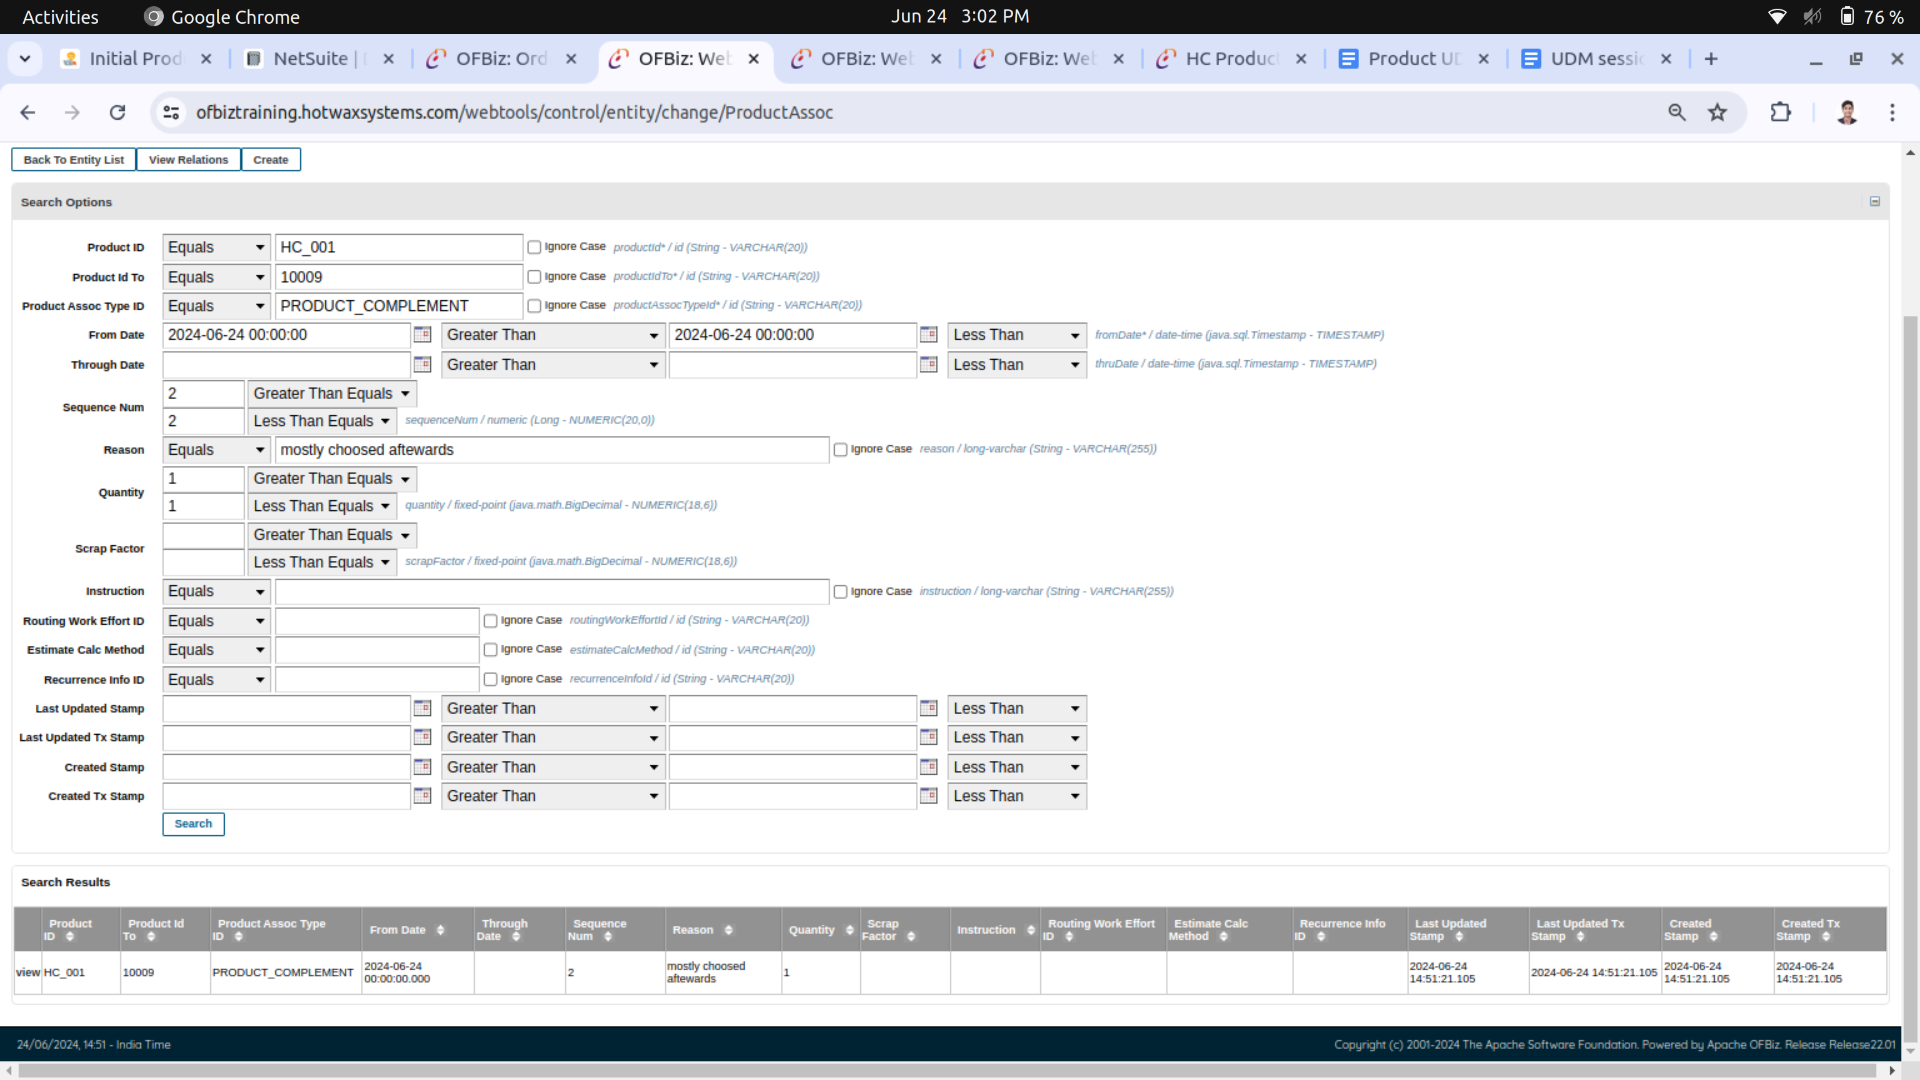 Activities Google Chrome Jun 24 3:02 PM 76 %
Initial Prod NetSuite | OFBiz: Ord OFBiz: Web OFBiz: Web OFBiz: Web HC Product Product UD UDM sessio
ofbiztraining.hotwaxsystems.com/webtools/control/entity/change/ProductAssoc
Back To Entity List View Relations Create
Search Options
Product ID Equals HC_001 Ignore Case productId* / id (String - VARCHAR(20))
Product Id To Equals 10009 Ignore Case productIdTo* / id (String - VARCHAR(20))
Product Assoc Type ID Equals PRODUCT_COMPLEMENT Ignore Case productAssocTypeId* / id (String - VARCHAR(20))
From Date 2024-06-24 00:00:00 Greater Than 2024-06-24 00:00:00 Less Than fromDate* / date-time (java.sql.Timestamp - TIMESTAMP)
Through Date Greater Than Less Than thruDate / date-time (java.sql.Timestamp - TIMESTAMP)
Sequence Num 2 Greater Than Equals
2 Less Than Equals sequenceNum / numeric (Long - NUMERIC(20,0))
Reason Equals mostly choosed aftewards Ignore Case reason / long-varchar (String - VARCHAR(255))
Quantity 1 Greater Than Equals
1 Less Than Equals quantity / fixed-point (java.math.BigDecimal - NUMERIC(18,6))
Scrap Factor Greater Than Equals
Less Than Equals scrapFactor / fixed-point (java.math.BigDecimal - NUMERIC(18,6))
Instruction Equals Ignore Case instruction / long-varchar (String - VARCHAR(255))
Routing Work Effort ID Equals Ignore Case routingWorkEffortId / id (String - VARCHAR(20))
Estimate Calc Method Equals Ignore Case estimateCalcMethod / id (String - VARCHAR(20))
Recurrence Info ID Equals Ignore Case recurrenceInfoId / id (String - VARCHAR(20))
Last Updated Stamp Greater Than Less Than
Last Updated Tx Stamp Greater Than Less Than
Created Stamp Greater Than Less Than
Created Tx Stamp Greater Than Less Than
Search
Search Results
Product ID Product Id To Product Assoc Type ID From Date Through Date Sequence Num Reason Quantity Scrap Factor Instruction Routing Work Effort ID Estimate Calc Method Recurrence Info ID Last Updated Stamp Last Updated Tx Stamp Created Stamp Created Tx Stamp
view HC_001 10009 PRODUCT_COMPLEMENT 2024-06-24 00:00:00.000 2 mostly choosed aftewards 1 2024-06-24 14:51:21.105 2024-06-24 14:51:21.105 2024-06-24 14:51:21.105 2024-06-24 14:51:21.105
24/06/2024, 14:51 - India Time Copyright (c) 2001-2024 The Apache Software Foundation. Powered by Apache OFBiz. Release Release22.01